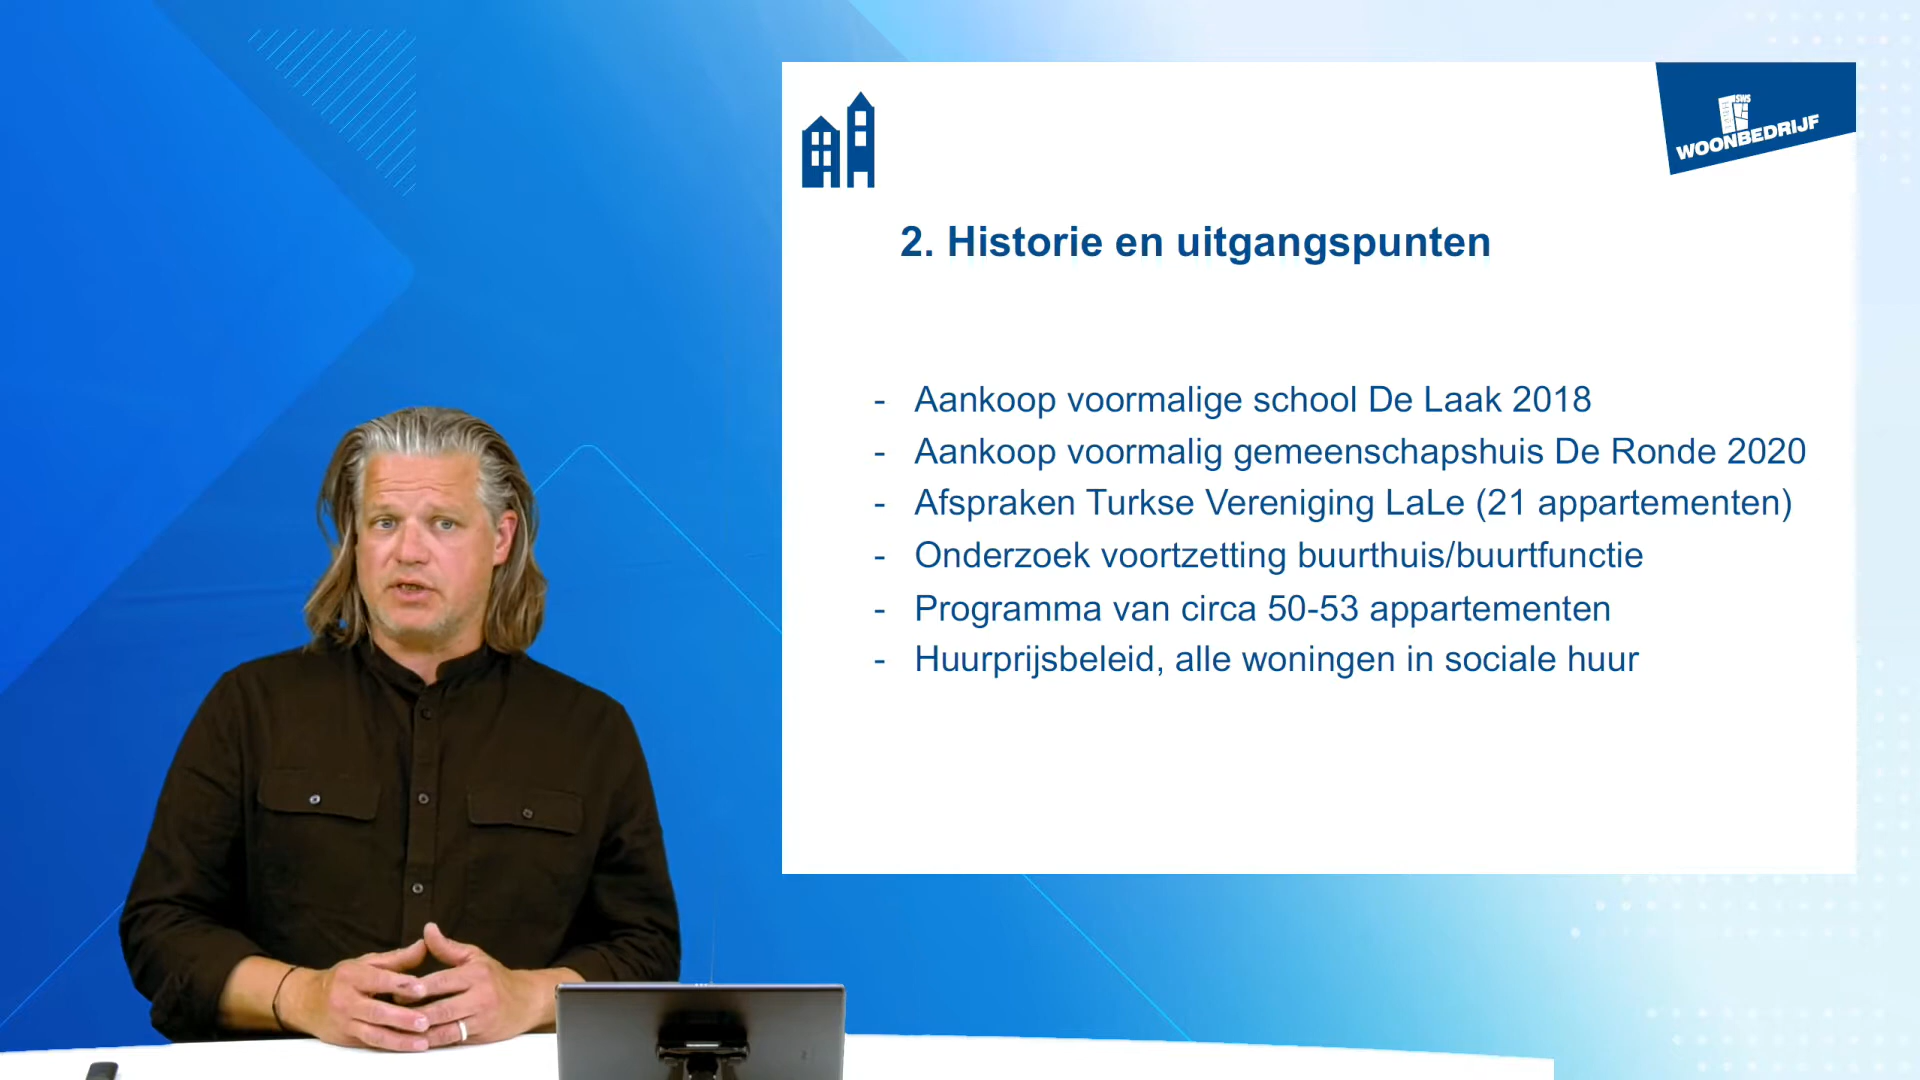 SWS
WOONBEDRIJF
2. Historie en uitgangspunten
- Aankoop voormalige school De Laak 2018
- Aankoop voormalig gemeenschapshuis De Ronde 2020
- Afspraken Turkse Vereniging LaLe (21 appartementen)
- Onderzoek voortzetting buurthuis/buurtfunctie
- Programma van circa 50-53 appartementen
- Huurprijsbeleid, alle woningen in sociale huur